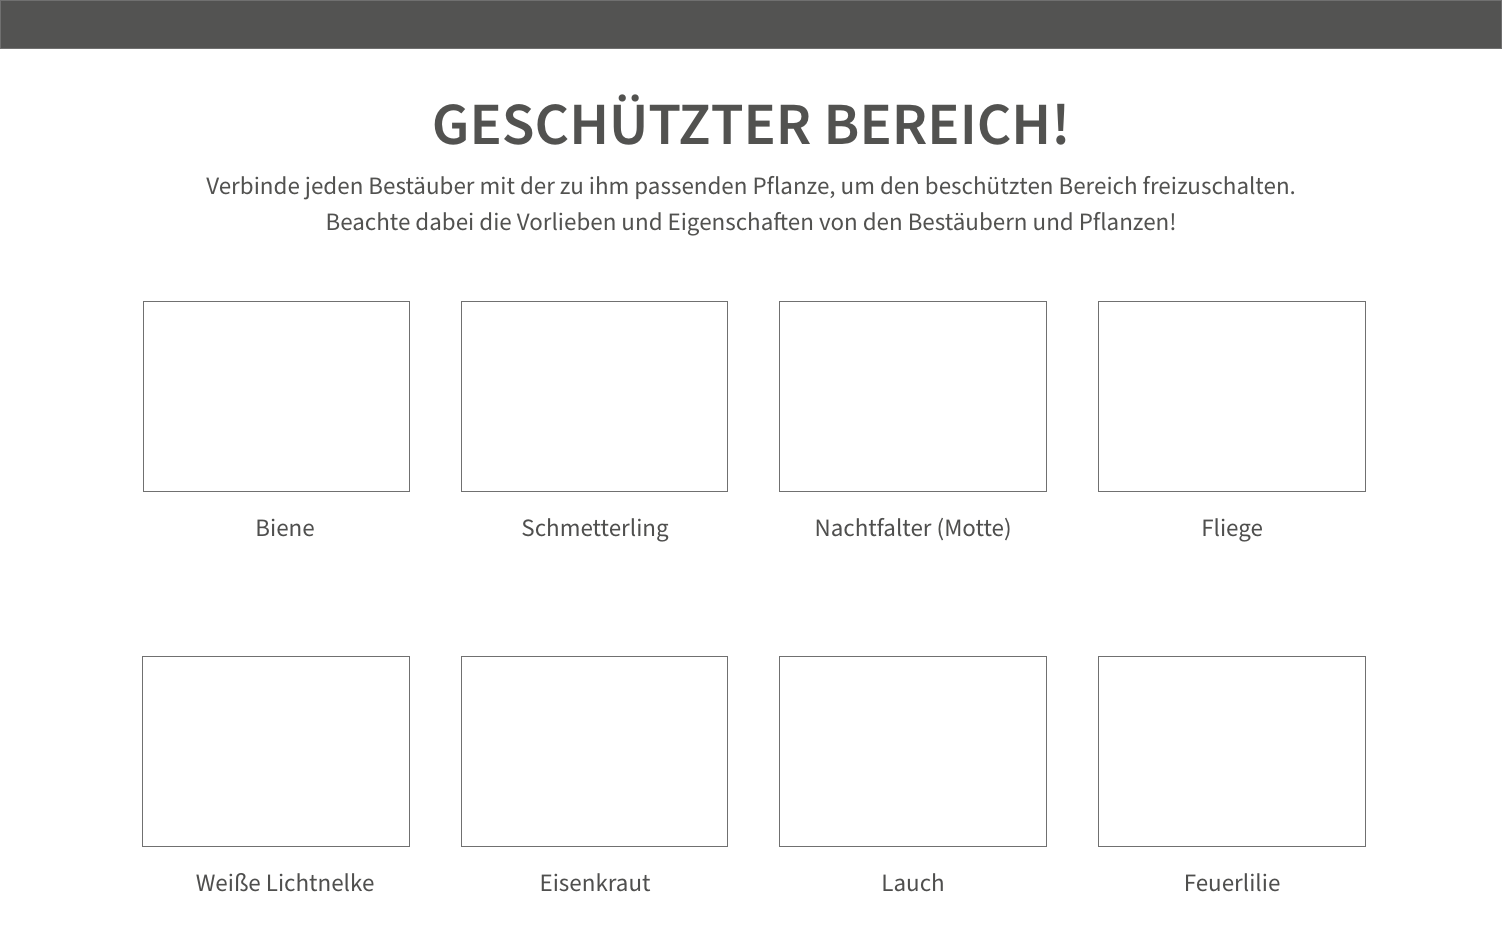 GESCHÜTZTER BEREICH!
Verbinde jeden Bestäuber mit der zu ihm passenden Pflanze, um den beschützten Bereich freizuschalten.
Beachte dabei die Vorlieben und Eigenschaften von den Bestäubern und Pflanzen!
Biene
Schmetterling
Nachtfalter (Motte)
Fliege
Weiße Lichtnelke
Eisenkraut
Lauch
Feuerlilie